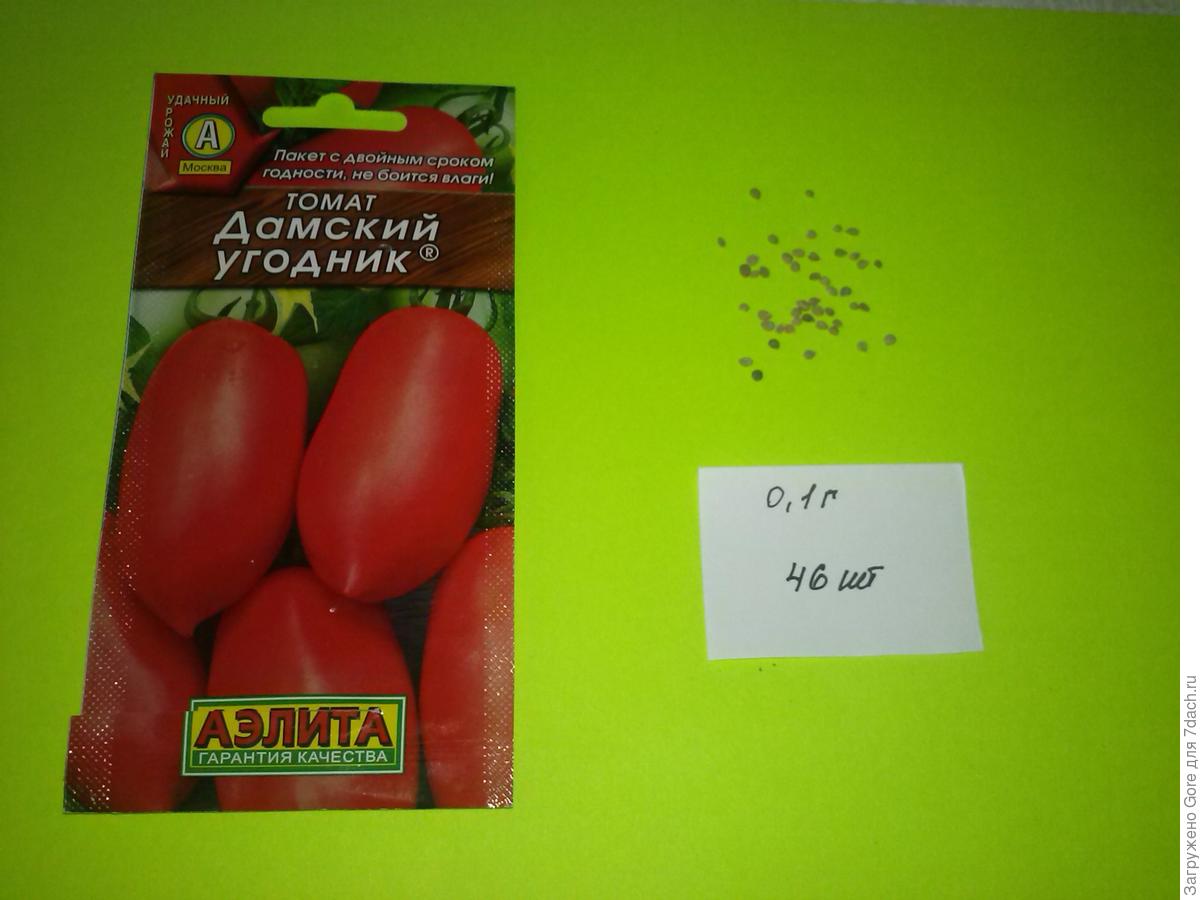 УДАЧНЫЙ
УРОЖАЙ
А
Москва
Пакет с двойным сроком
годности, не боится влаги!
ТОМАТ
Дамский
угодник®
АЭЛИТА
ГАРАНТИЯ КАЧЕСТВА
0,1 г
46 шт
Загружено Gore для 7dach.ru